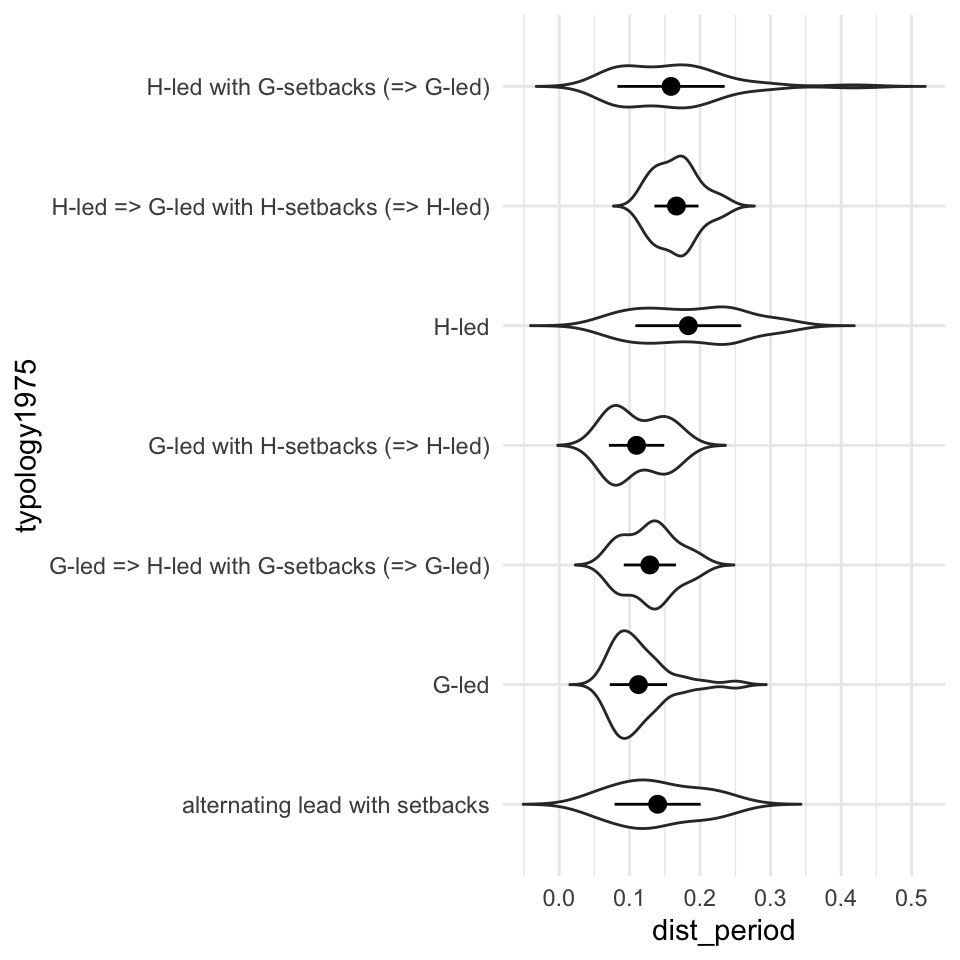 H-led with G-setbacks (=> G-led)
H-led => G-led with H-setbacks (=> H-led)
H-led
G-led with H-setbacks (=> H-led)
G-led => H-led with G-setbacks (=> G-led)
G-led
alternating lead with setbacks
typology1975
0.0 0.1 0.2 0.3 0.4 0.5
dist_period